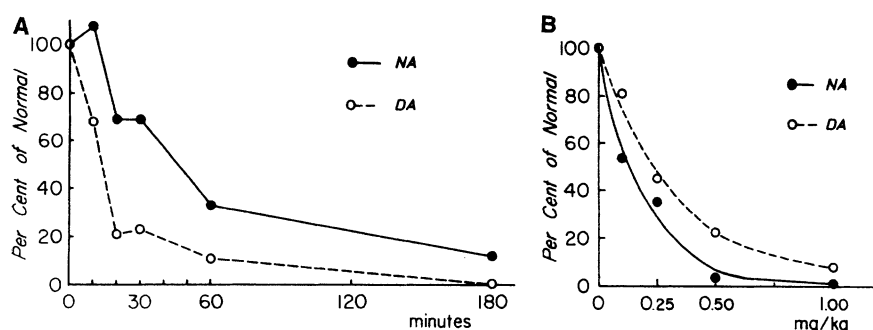 A
Per Cent of Normal
100
80
60
40
20
0
NA
DA
0 30 60 120 180
minutes
B
Per Cent of Normal
100
80
60
40
20
0
NA
DA
0 0.25 0.50 1.00
mg/kg